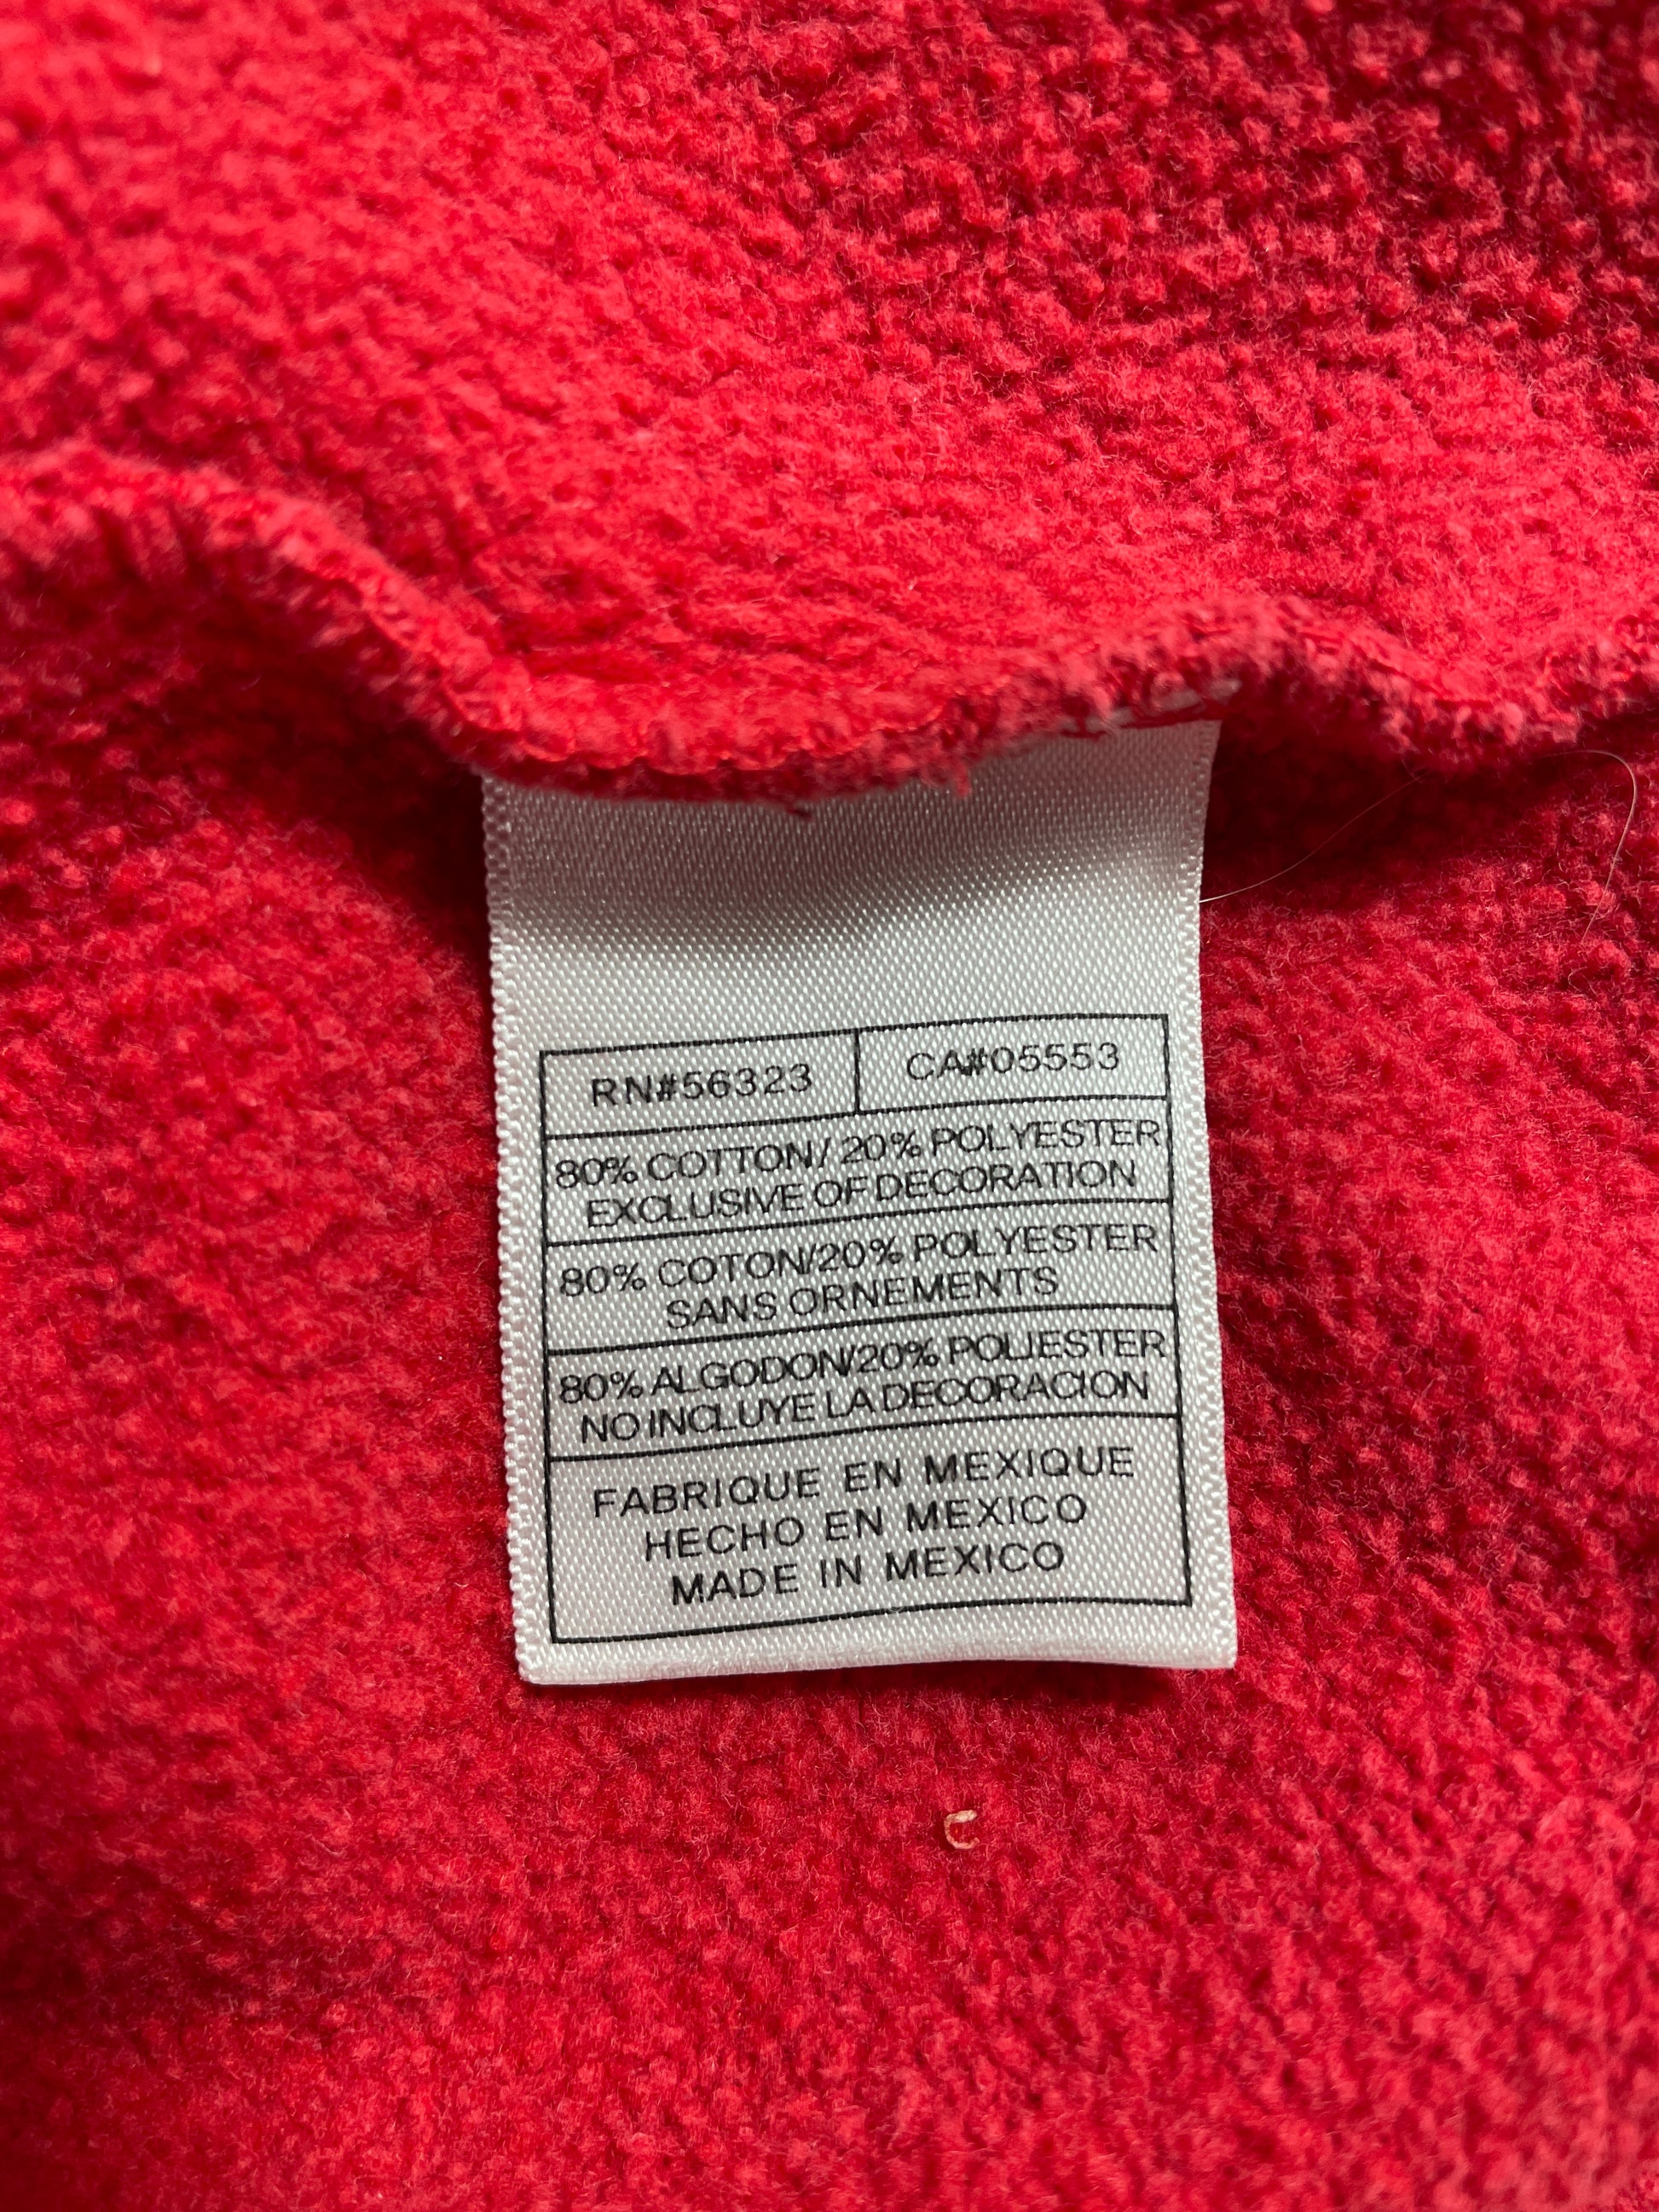 RN#56323 CA#05553
80% COTTON/ 20% POLYESTER
EXCLUSIVE OF DECORATION
80% COTON/20% POLYESTER
SANS ORNEMENTS
80% ALGODON/20% POLIESTER
NO INCLUYE LA DECORACION
FABRIQUE EN MEXIQUE
HECHO EN MEXICO
MADE IN MEXICO